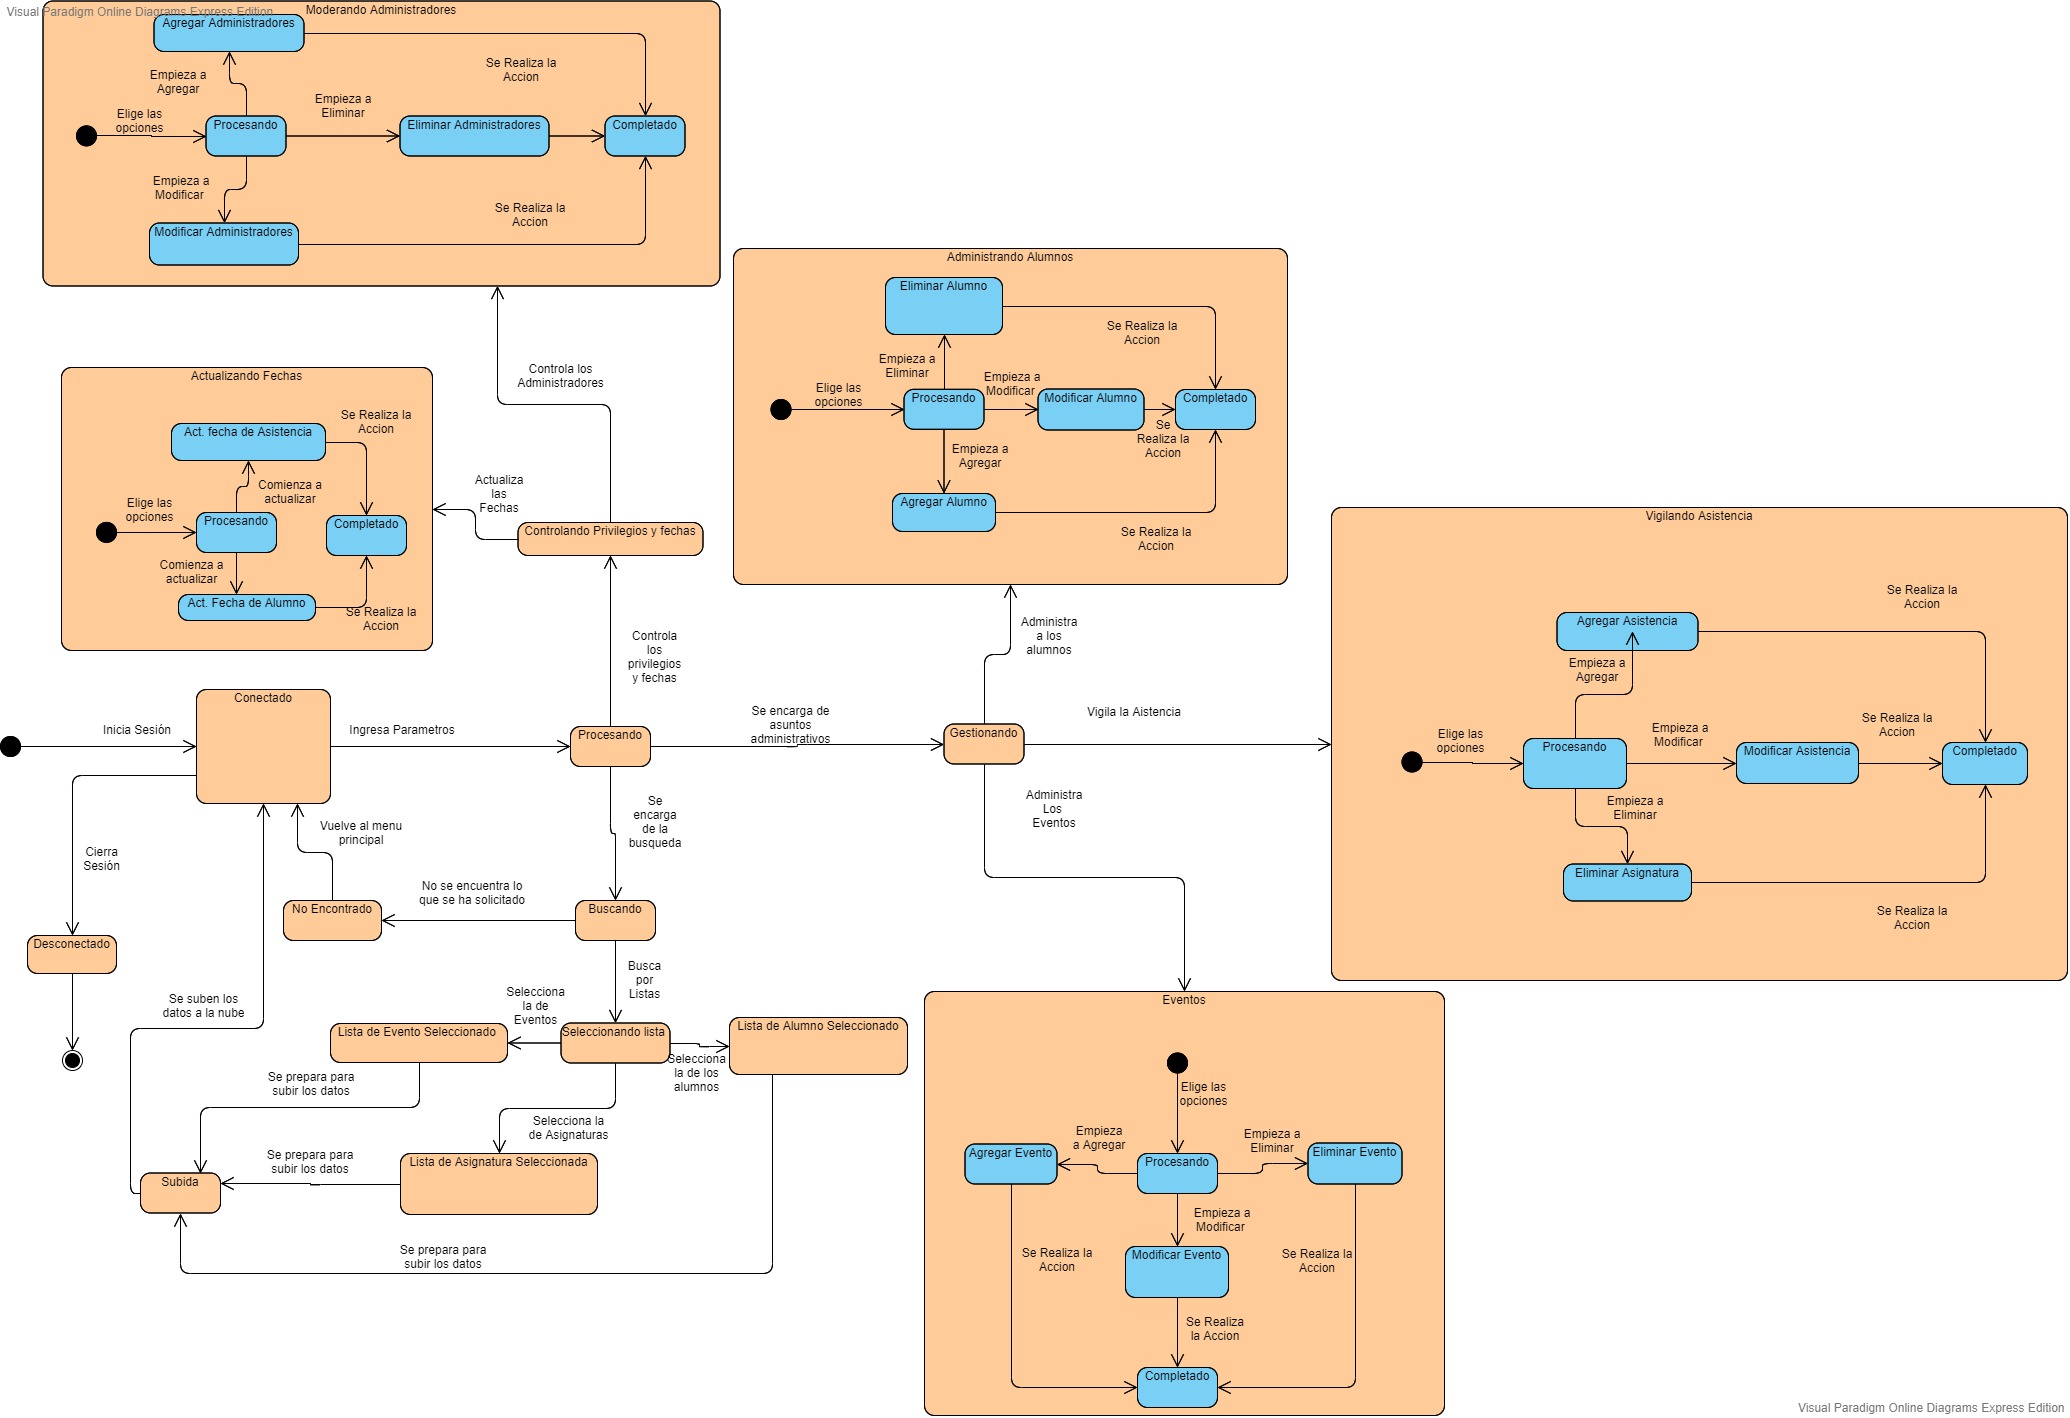 Visual Paradigm Online Diagrams Express Edition
Moderando Administradores
Agregar Administradores
Se Realiza la
Accion
Empieza a
Agregar
Empieza a
Eliminar
Elige las
opciones
Procesando
Eliminar Administradores
Completado
Empieza a
Modificar
Se Realiza la
Accion
Modificar Administradores
Administrando Alumnos
Eliminar Alumno
Se Realiza la
Accion
Empieza a
Eliminar
Empieza a
Modificar
Elige las
opciones
Procesando
Modificar Alumno
Completado
Se
Realiza la
Accion
Empieza a
Agregar
Agregar Alumno
Se Realiza la
Accion
Controla los
Administradores
Actualizando Fechas
Se Realiza la
Accion
Act. fecha de Asistencia
Comienza a
actualizar
Elige las
opciones
Procesando
Completado
Comienza a
actualizar
Act. Fecha de Alumno
Se Realiza la
Accion
Actualiza
las
Fechas
Controlando Privilegios y fechas
Vigilando Asistencia
Se Realiza la
Accion
Agregar Asistencia
Empieza a
Agregar
Empieza a
Modificar
Se Realiza la
Accion
Elige las
opciones
Procesando
Modificar Asistencia
Completado
Empieza a
Eliminar
Eliminar Asignatura
Se Realiza la
Accion
Administra
a los
alumnos
Controla
los
privilegios
y fechas
Conectado
Inicia Sesión
Ingresa Parametros
Procesando
Se encarga de
asuntos
administrativos
Gestionando
Vigila la Aistencia
Administra
Los
Eventos
Se
encarga
de la
busqueda
Vuelve al menu
principal
Cierra
Sesión
No se encuentra lo
que se ha solicitado
No Encontrado
Buscando
Desconectado
Busca
por
Listas
Se suben los
datos a la nube
Selecciona
la de
Eventos
Lista de Evento Seleccionado
Seleccionando lista
Lista de Alumno Seleccionado
Selecciona
la de los
alumnos
Se prepara para
subir los datos
Selecciona la
de Asignaturas
Se prepara para
subir los datos
Lista de Asignatura Seleccionada
Subida
Se prepara para
subir los datos
Eventos
Elige las
opciones
Empieza
a Agregar
Empieza a
Eliminar
Agregar Evento
Procesando
Eliminar Evento
Empieza a
Modificar
Se Realiza la
Accion
Modificar Evento
Se Realiza la
Accion
Se Realiza
la Accion
Completado
Visual Paradigm Online Diagrams Express Edition